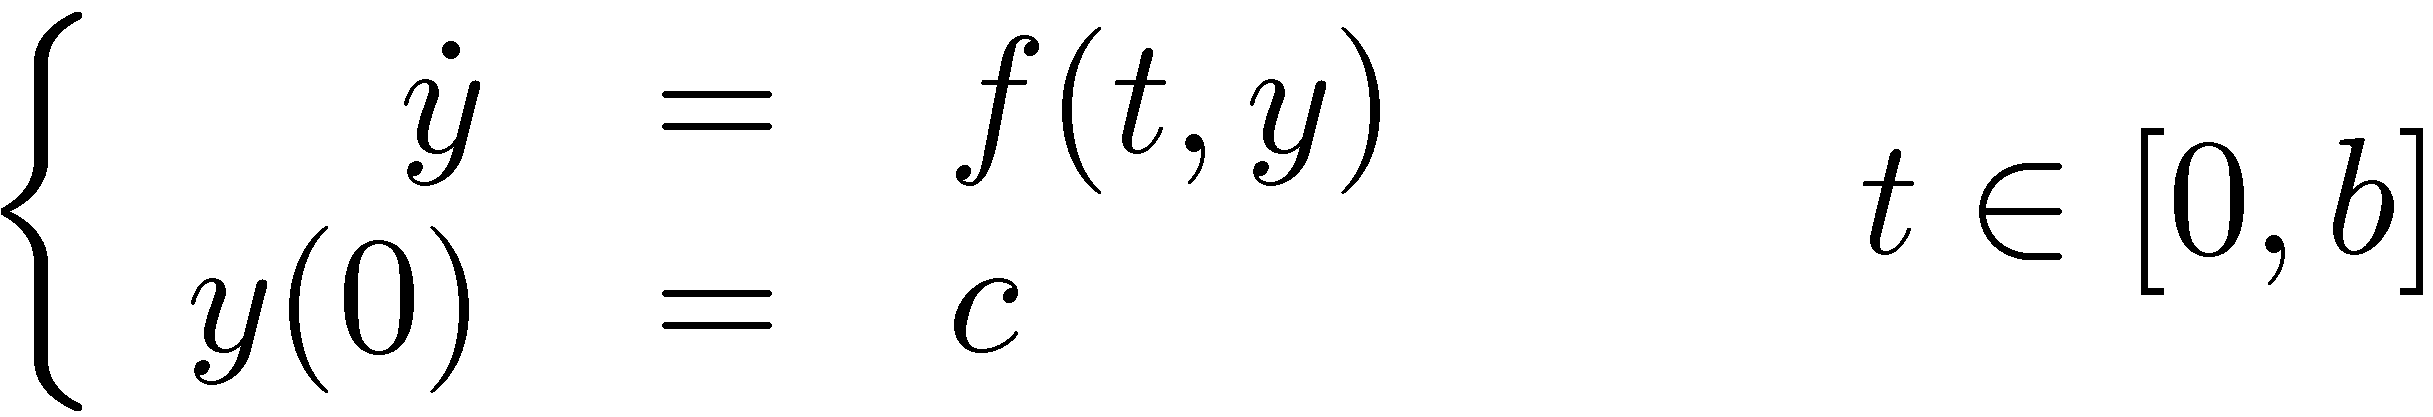 ẏ = f(t, y)
y(0) = c
t ∈ [0, b]